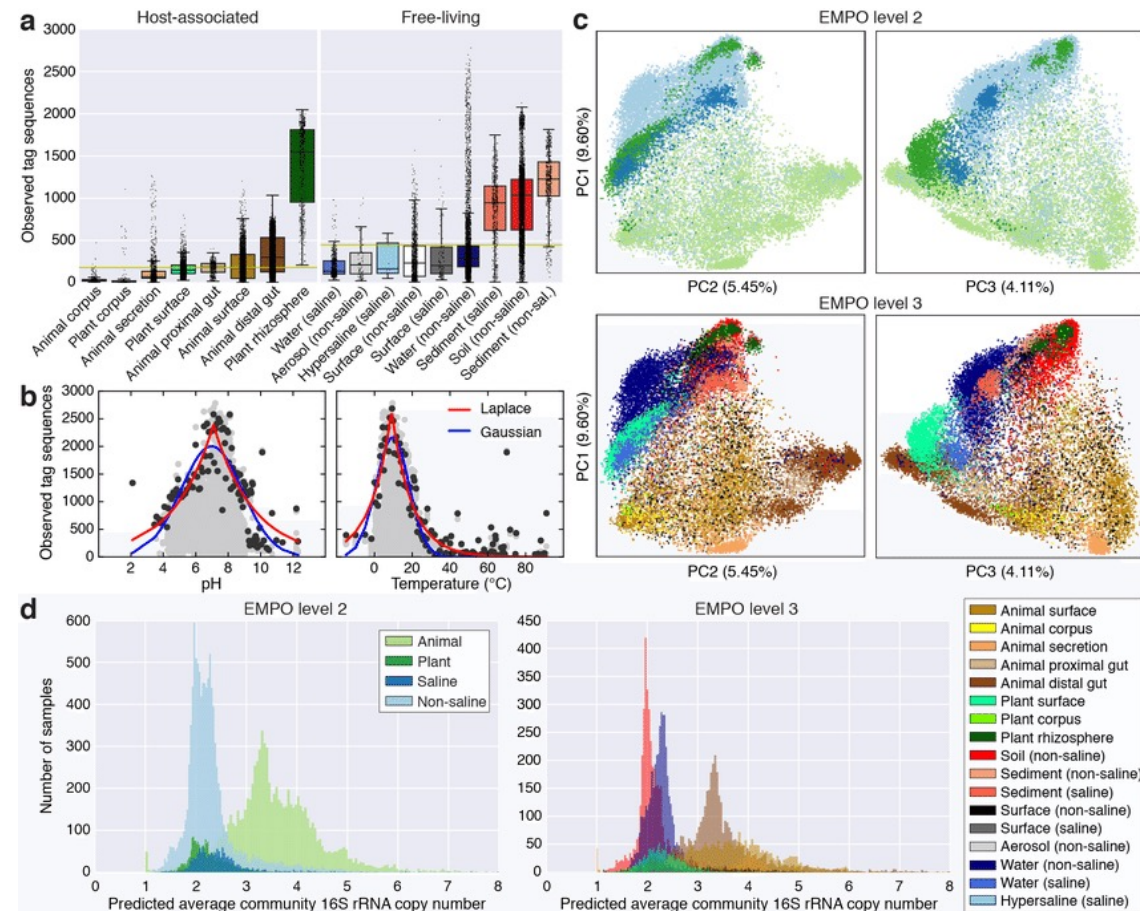 a
Host-associated
Free-living
Observed tag sequences
3000
2500
2000
1500
1000
500
0
Animal corpus
Plant corpus
Animal secretion
Plant surface
Animal proximal gut
Animal surface
Animal distal gut
Plant rhizosphere
Water (saline)
Aerosol (non-saline)
Hypersaline (saline)
Surface (non-saline)
Surface (saline)
Water (non-saline)
Sediment (saline)
Soil (non-saline)
Sediment (non-sal.)
b
Observed tag sequences
3000
2500
2000
1500
1000
500
0
2 4 6 8 10 12
pH
Laplace
Gaussian
0 20 40 60 80
Temperature (°C)
c
EMPO level 2
PC1 (9.60%)
PC2 (5.45%)
PC3 (4.11%)
EMPO level 3
PC1 (9.60%)
PC2 (5.45%)
PC3 (4.11%)
d
EMPO level 2
Number of samples
600
500
400
300
200
100
0
0 1 2 3 4 5 6 7 8
Predicted average community 16S rRNA copy number
Animal
Plant
Saline
Non-saline
EMPO level 3
450
400
350
300
250
200
150
100
50
0
0 1 2 3 4 5 6 7 8
Predicted average community 16S rRNA copy number
Animal surface
Animal corpus
Animal secretion
Animal proximal gut
Animal distal gut
Plant surface
Plant corpus
Plant rhizosphere
Soil (non-saline)
Sediment (non-saline)
Sediment (saline)
Surface (non-saline)
Surface (saline)
Aerosol (non-saline)
Water (non-saline)
Water (saline)
Hypersaline (saline)